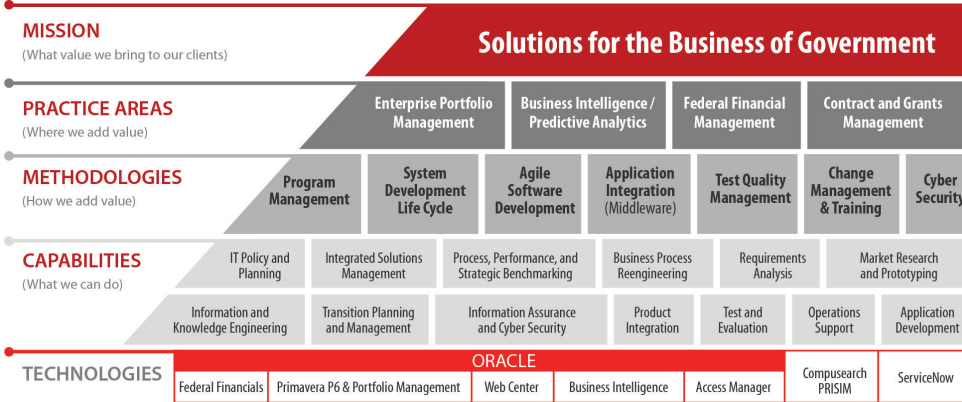 MISSION
(What value we bring to our clients)
Solutions for the Business of Government
PRACTICE AREAS
(Where we add value)
Enterprise Portfolio
Management
Business Intelligence /
Predictive Analytics
Federal Financial
Management
Contract and Grants
Management
METHODOLOGIES
(How we add value)
Program
Management
System
Development
Life Cycle
Agile
Software
Development
Application
Integration
(Middleware)
Test Quality
Management
Change
Management
& Training
Cyber
Security
CAPABILITIES
(What we can do)
IT Policy and
Planning
Integrated Solutions
Management
Process, Performance, and
Strategic Benchmarking
Business Process
Reengineering
Requirements
Analysis
Market Research
and Prototyping
Information and
Knowledge Engineering
Transition Planning
and Management
Information Assurance
and Cyber Security
Product
Integration
Test and
Evaluation
Operations
Support
Application
Development
TECHNOLOGIES
ORACLE
Federal Financials
Primavera P6 & Portfolio Management
Web Center
Business Intelligence
Access Manager
Compusearch
PRISIM
ServiceNow